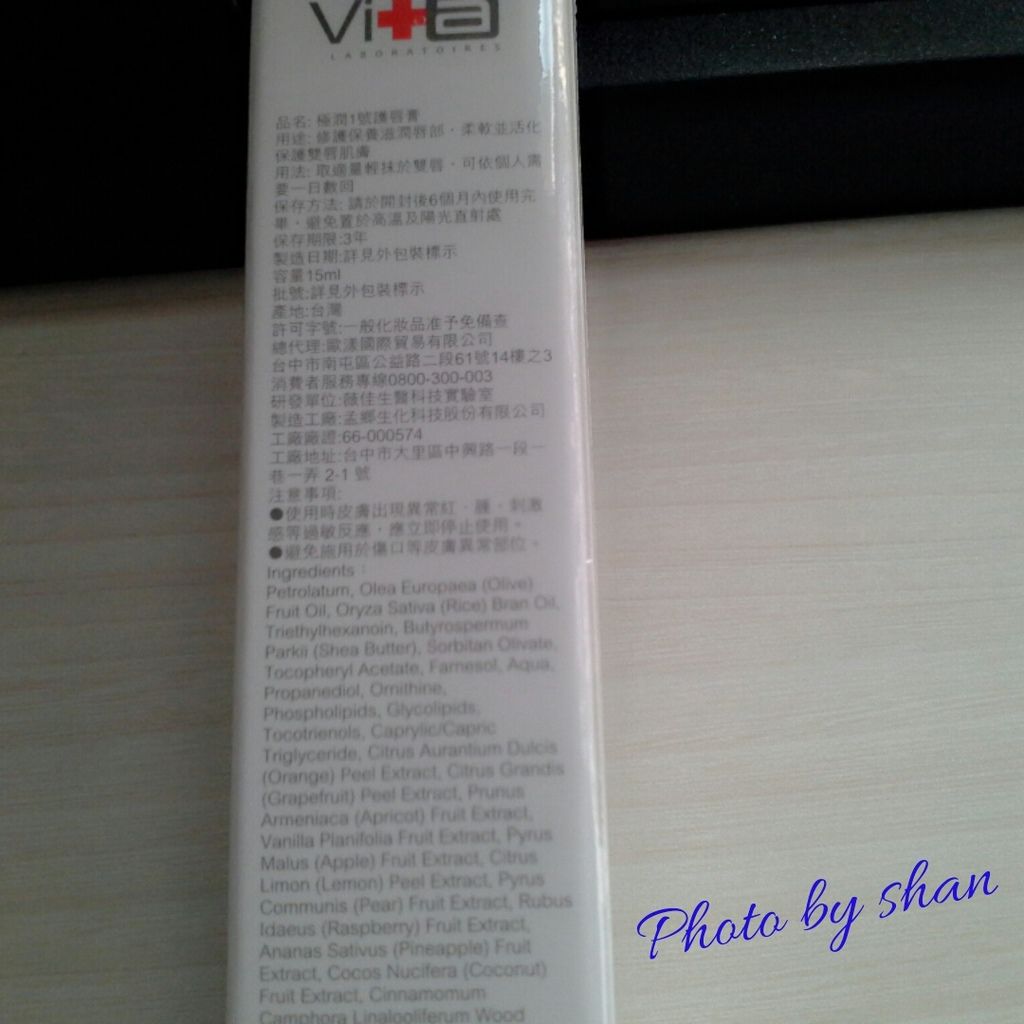 Vita
LABORATOIRES
品名: 極潤1號護唇膏
用途: 修護保養滋潤唇部，柔軟並活化
保護雙唇肌膚
用法: 取適量輕抹於雙唇，可依個人需
要一日數回
保存方法: 請於開封後6個月內使用完
畢，避免置於高溫及陽光直射處
保存期限:3年
製造日期:詳見外包裝標示
容量15ml
批號:詳見外包裝標示
產地:台灣
許可字號:一般化妝品准予免備查
總代理:歐漾國際貿易有限公司
台中市南屯區公益路二段61號14樓之3
消費者服務專線0800-300-003
研發單位:薇佳生醫科技實驗室
製造工廠:孟鄉生化科技股份有限公司
工廠廠證:66-000574
工廠地址:台中市大里區中興路一段一
巷一弄 2-1 號
注意事項:
●使用時皮膚出現異常紅、腫、刺激
感等過敏反應，應立即停止使用。
●避免施用於傷口等皮膚異常部位。
Ingredients :
Petrolatum, Olea Europaea (Olive)
Fruit Oil, Oryza Sativa (Rice) Bran Oil,
Triethylhexanoin, Butyrospermum
Parkii (Shea Butter), Sorbitan Olivate,
Tocopheryl Acetate, Farnesol, Aqua,
Propanediol, Ornithine,
Phospholipids, Glycolipids,
Tocotrienols, Caprylic/Capric
Triglyceride, Citrus Aurantium Dulcis
(Orange) Peel Extract, Citrus Grandis
(Grapefruit) Peel Extract, Prunus
Armeniaca (Apricot) Fruit Extract,
Vanilla Planifolia Fruit Extract, Pyrus
Malus (Apple) Fruit Extract, Citrus
Limon (Lemon) Peel Extract, Pyrus
Communis (Pear) Fruit Extract, Rubus
Idaeus (Raspberry) Fruit Extract,
Ananas Sativus (Pineapple) Fruit
Extract, Cocos Nucifera (Coconut)
Fruit Extract, Cinnamomum
Camphora Linalooliferum Wood
Photo by shan